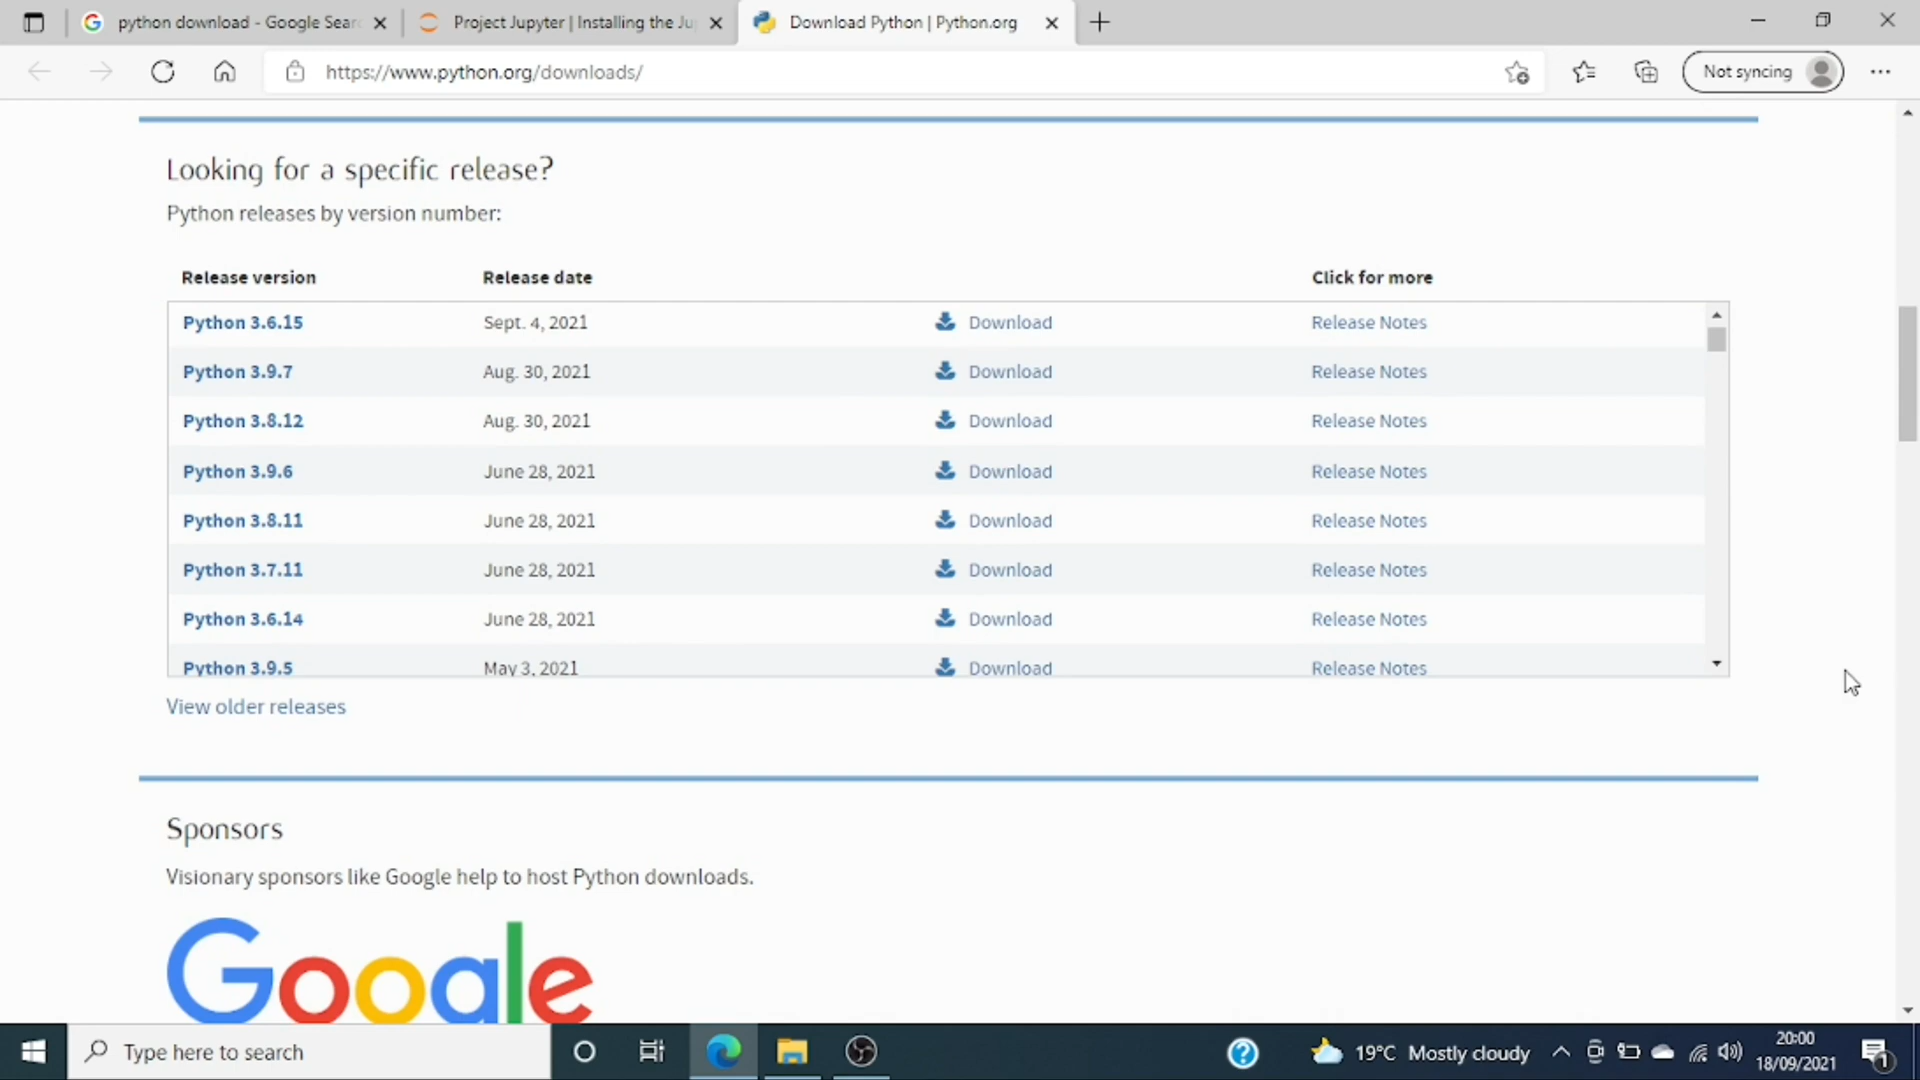 python download - Google Sear
Project Jupyter | Installing the Ju
Download Python | Python.org
https://www.python.org/downloads/
Not syncing
Looking for a specific release?
Python releases by version number:
Release version Release date Click for more
Python 3.6.15 Sept. 4, 2021 Download Release Notes
Python 3.9.7 Aug. 30, 2021 Download Release Notes
Python 3.8.12 Aug. 30, 2021 Download Release Notes
Python 3.9.6 June 28, 2021 Download Release Notes
Python 3.8.11 June 28, 2021 Download Release Notes
Python 3.7.11 June 28, 2021 Download Release Notes
Python 3.6.14 June 28, 2021 Download Release Notes
Python 3.9.5 May 3, 2021 Download Release Notes
View older releases
Sponsors
Visionary sponsors like Google help to host Python downloads.
Google
Type here to search
19°C Mostly cloudy
20:00
18/09/2021
1